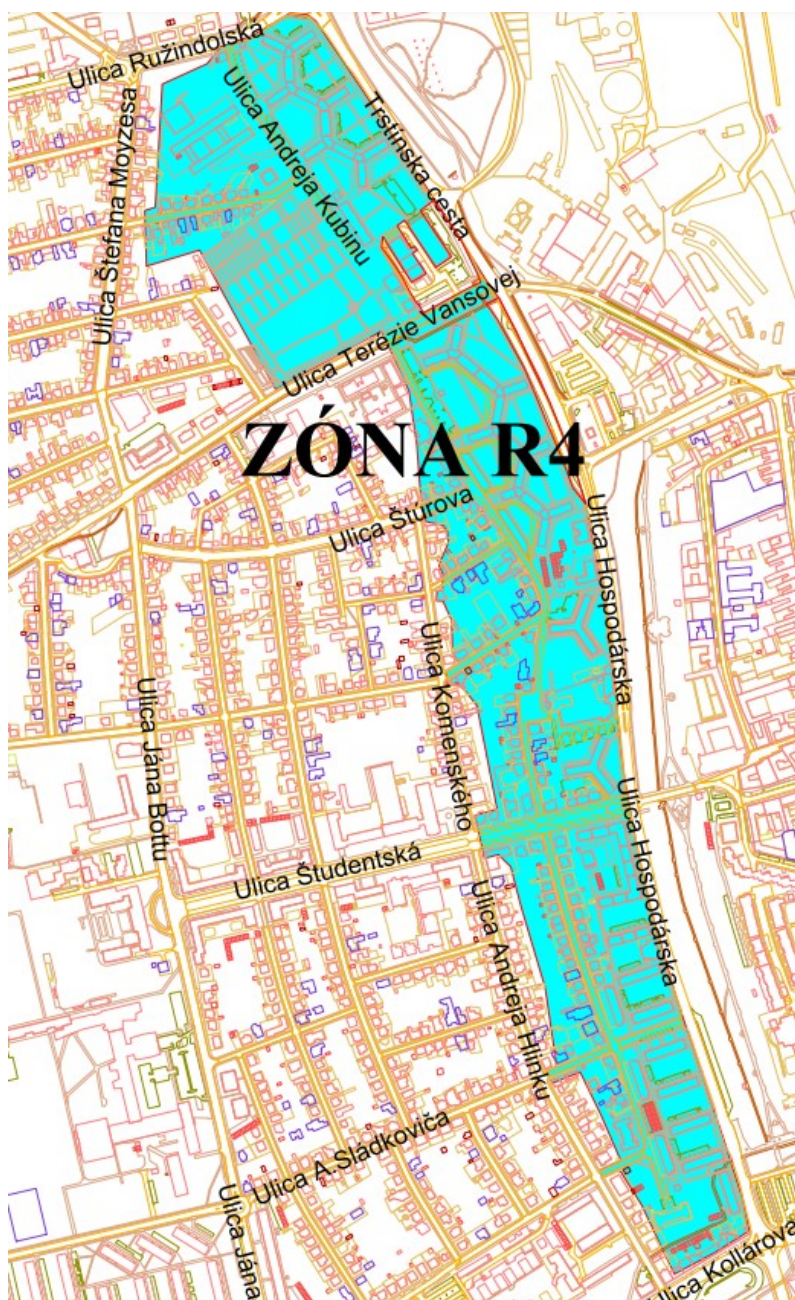 Ulica Ružindolská
Ulica Andreja Kubinu
Trstínska cesta
Ulica Štefana Moyzesa
Ulica Terézie Vansovej
ZÓNA R4
Ulica Štúrova
Ulica Hospodárska
Ulica Komenského
Ulica Jána Bottu
Ulica Hospodárska
Ulica Študentská
Ulica Andreja Hlinku
Ulica A.Sládkoviča
Ulica Jána
Ulica Kollárova